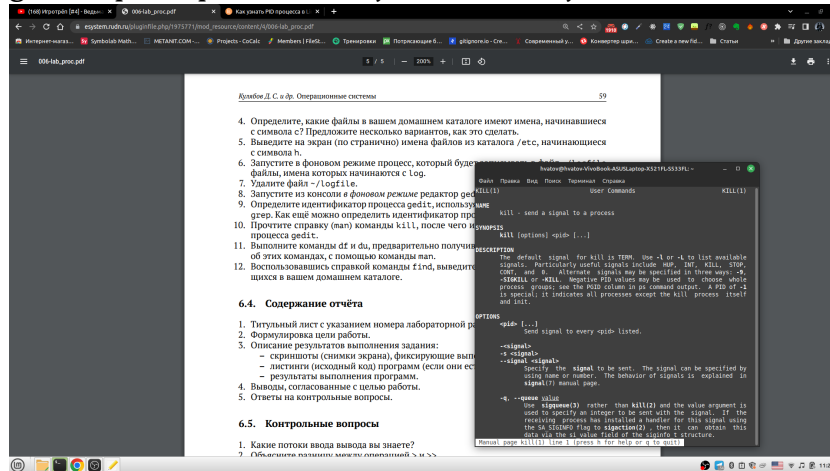 (168) Игротрёп [#4] - Ведьм
006-lab_proc.pdf
Как узнать PID процесса в
esystem.rudn.ru/pluginfile.php/1975771/mod_resource/content/4/006-lab_proc.pdf
Интернет-магаз...
Symbolab Math...
METANIT.COM -...
Projects - CoCalc
Members | FileSt...
Тренировки
Потрясающие 6...
gitignore.io - Cre...
Современный у...
Конвертер шри...
Create a new fid...
Статьи
»
Другие закла
006-lab_proc.pdf
5 / 5 | − 200% +
Кулябов Д. С. и др. Операционные системы 59
4. Определите, какие файлы в вашем домашнем каталоге имеют имена, начинавшиеся
с символа c? Предложите несколько вариантов, как это сделать.
5. Выведите на экран (по странично) имена файлов из каталога /etc, начинающиеся
с символа h.
6. Запустите в фоновом режиме процесс, который будет
файлы, имена которых начинаются с log.
7. Удалите файл ~/logfile.
8. Запустите из консоли в фоновом режиме редактор ged
9. Определите идентификатор процесса gedit, используя
grep. Как ещё можно определить идентификатор про
10. Прочтите справку (man) команды kill, после чего и
процесса gedit.
11. Выполните команды df и du, предварительно получив
об этих командах, с помощью команды man.
12. Воспользовавшись справкой команды find, выведите
щихся в вашем домашнем каталоге.
6.4. Содержание отчёта
1. Титульный лист с указанием номера лабораторной ра
2. Формулировка цели работы.
3. Описание результатов выполнения задания:
– скриншоты (снимки экрана), фиксирующие выпо
– листинги (исходный код) программ (если они ест
– результаты выполнения программ.
4. Выводы, согласованные с целью работы.
5. Ответы на контрольные вопросы.
6.5. Контрольные вопросы
1. Какие потоки ввода вывода вы знаете?
2. Объясните разницу между операцией > и >>.
hvatov@hvatov-VivoBook-ASUSLaptop-X521FL-S533FL: ~
Файл Правка Вид Поиск Терминал Справка
KILL(1) User Commands KILL(1)
NAME
kill - send a signal to a process
SYNOPSIS
kill [options] <pid> [...]
DESCRIPTION
The default signal for kill is TERM. Use -l or -L to list available
signals. Particularly useful signals include HUP, INT, KILL, STOP,
CONT, and 0. Alternate signals may be specified in three ways: -9,
-SIGKILL or -KILL. Negative PID values may be used to choose whole
process groups; see the PGID column in ps command output. A PID of -1
is special; it indicates all processes except the kill process itself
and init.
OPTIONS
<pid> [...]
Send signal to every <pid> listed.
-<signal>
-s <signal>
--signal <signal>
Specify the signal to be sent. The signal can be specified by
using name or number. The behavior of signals is explained in
signal(7) manual page.
-q, --queue value
Use sigqueue(3) rather than kill(2) and the value argument is
used to specify an integer to be sent with the signal. If the
receiving process has installed a handler for this signal using
the SA_SIGINFO flag to sigaction(2) , then it can obtain this
data via the si_value field of the siginfo_t structure.
Manual page kill(1) line 1 (press h for help or q to quit)